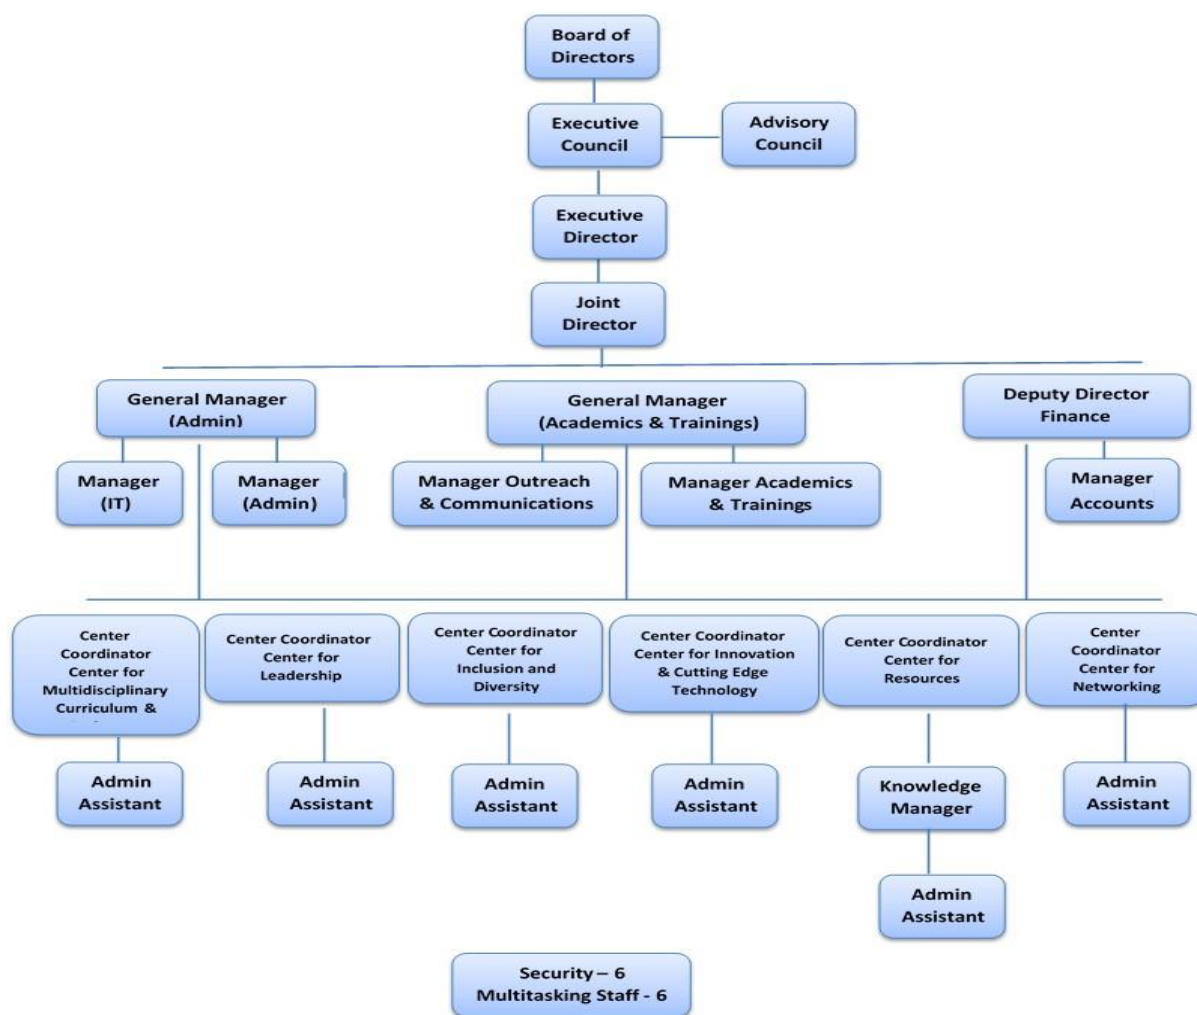 Board of
Directors
Executive
Council
Advisory
Council
Executive
Director
Joint
Director
General Manager
(Admin)
General Manager
(Academics & Trainings)
Deputy Director
Finance
Manager
(IT)
Manager
(Admin)
Manager Outreach
& Communications
Manager Academics
& Trainings
Manager
Accounts
Center
Coordinator
Center for
Multidisciplinary
Curriculum &
Center Coordinator
Center for
Leadership
Center Coordinator
Center for
Inclusion and
Diversity
Center Coordinator
Center for Innovation
& Cutting Edge
Technology
Center Coordinator
Center for
Resources
Center
Coordinator
Center for
Networking
Admin
Assistant
Admin
Assistant
Admin
Assistant
Admin
Assistant
Knowledge
Manager
Admin
Assistant
Admin
Assistant
Security – 6
Multitasking Staff - 6